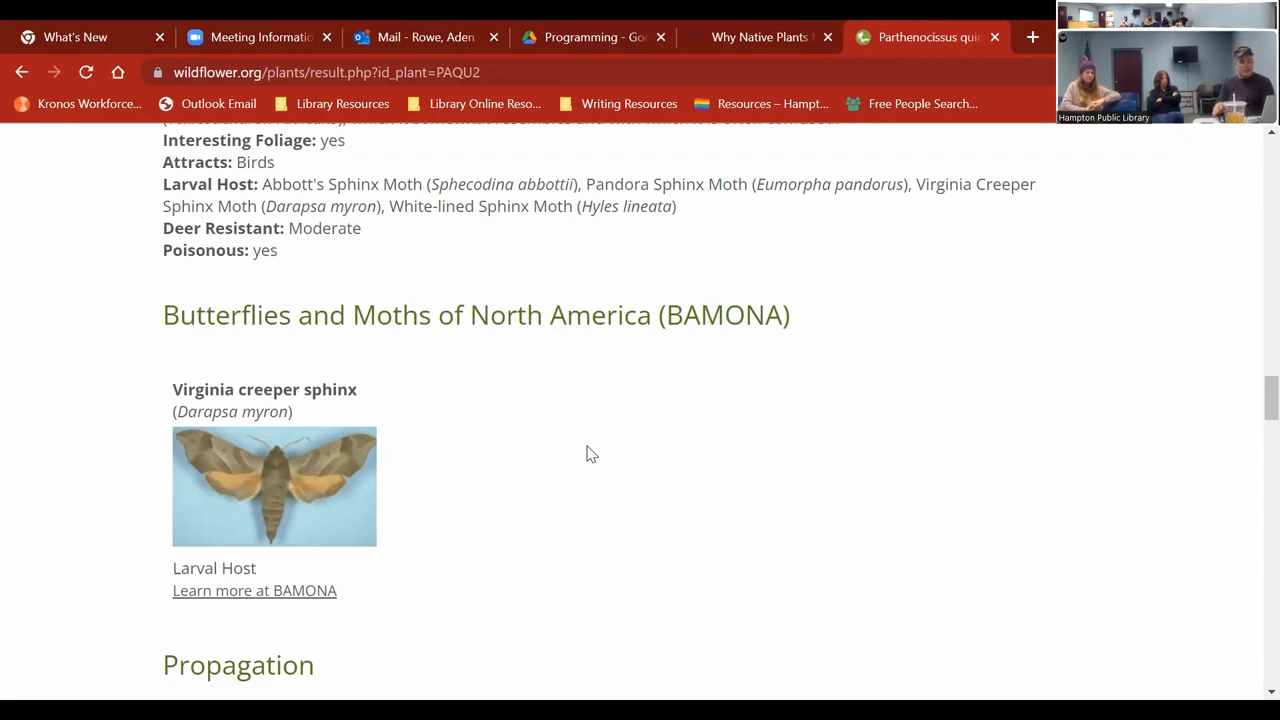 What's New
Meeting Informatio
Mail - Rowe, Aden
Programming - Goo
Why Native Plants M
Parthenocissus quin
wildflower.org/plants/result.php?id_plant=PAQU2
Kronos Workforce...
Outlook Email
Library Resources
Library Online Reso...
Writing Resources
Resources – Hampt...
Free People Search...
Hampton Public Library
Interesting Foliage: yes
Attracts: Birds
Larval Host: Abbott's Sphinx Moth (Sphecodina abbottii), Pandora Sphinx Moth (Eumorpha pandorus), Virginia Creeper
Sphinx Moth (Darapsa myron), White-lined Sphinx Moth (Hyles lineata)
Deer Resistant: Moderate
Poisonous: yes
Butterflies and Moths of North America (BAMONA)
Virginia creeper sphinx
(Darapsa myron)
Larval Host
Learn more at BAMONA
Propagation